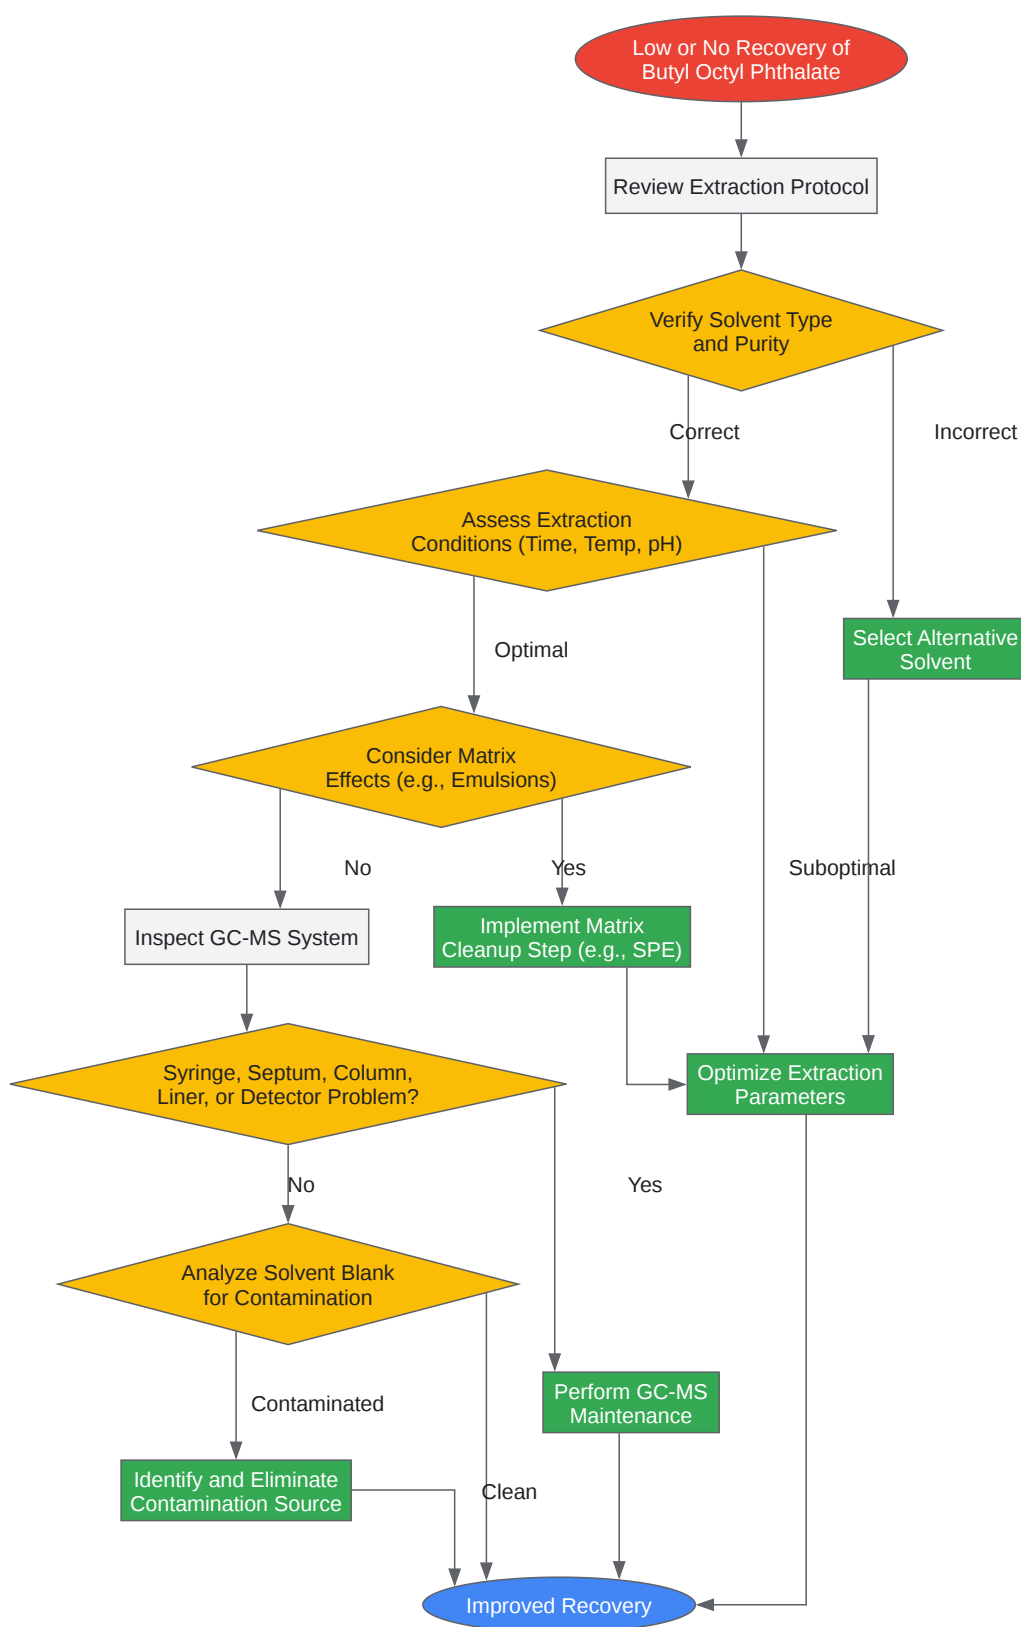 Low or No Recovery of
Butyl Octyl Phthalate
Review Extraction Protocol
Verify Solvent Type
and Purity
Correct
Incorrect
Assess Extraction
Conditions (Time, Temp, pH)
Select Alternative
Solvent
Optimal
Consider Matrix
Effects (e.g., Emulsions)
No
Yes
Suboptimal
Inspect GC-MS System
Implement Matrix
Cleanup Step (e.g., SPE)
Syringe, Septum, Column,
Liner, or Detector Problem?
Optimize Extraction
Parameters
No
Yes
Analyze Solvent Blank
for Contamination
Contaminated
Perform GC-MS
Maintenance
Identify and Eliminate
Contamination Source
Clean
Improved Recovery